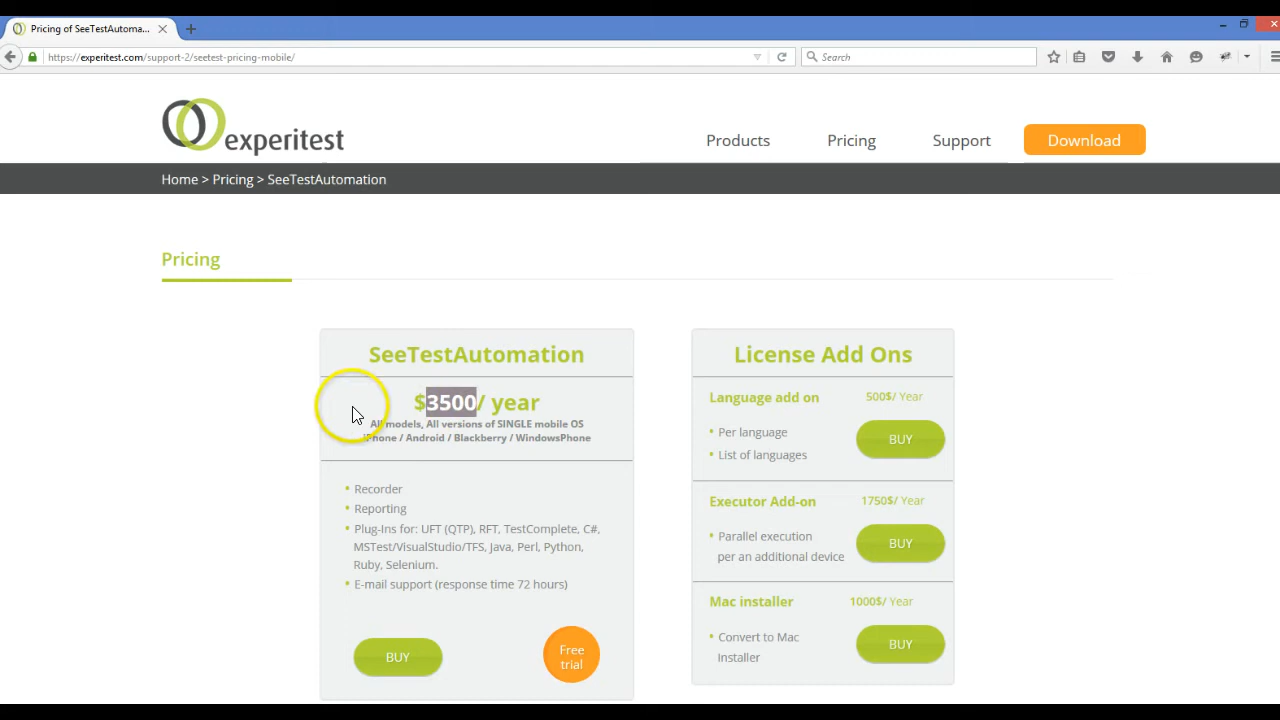 Pricing of SeeTestAutoma...
https://experitest.com/support-2/seetest-pricing-mobile/
Search
experitest
Products
Pricing
Support
Download
Home > Pricing > SeeTestAutomation
Pricing
SeeTestAutomation
$3500/ year
All models, All versions of SINGLE mobile OS
iPhone / Android / Blackberry / WindowsPhone
• Recorder
• Reporting
• Plug-Ins for: UFT (QTP), RFT, TestComplete, C#,
MSTest/VisualStudio/TFS, Java, Perl, Python,
Ruby, Selenium.
• E-mail support (response time 72 hours)
BUY
Free
trial
License Add Ons
Language add on 500$/ Year
• Per language
• List of languages
BUY
Executor Add-on 1750$/ Year
• Parallel execution
per an additional device
BUY
Mac installer 1000$/ Year
• Convert to Mac
Installer
BUY